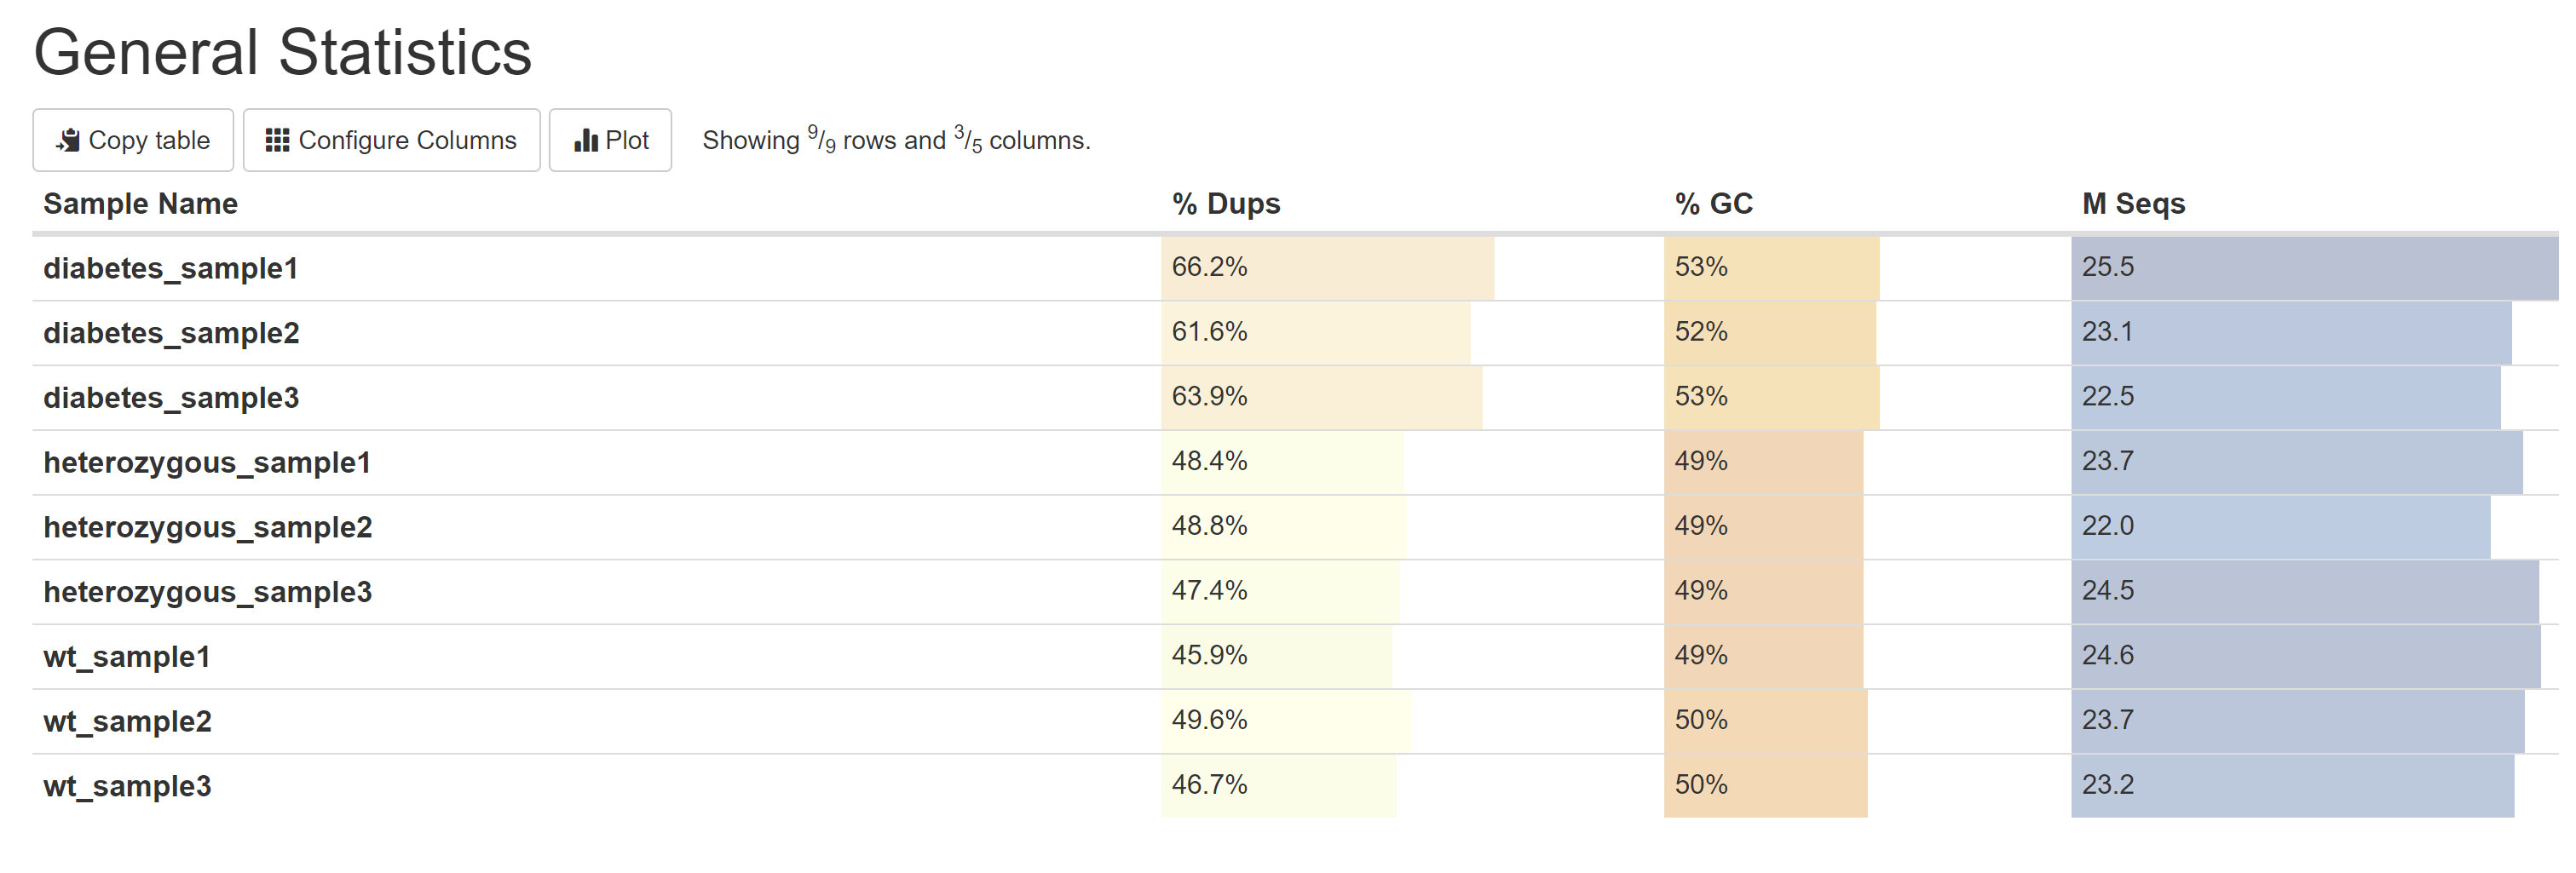 General Statistics
Copy table Configure Columns Plot Showing 9/9 rows and 3/5 columns.
Sample Name % Dups % GC M Seqs
diabetes_sample1 66.2% 53% 25.5
diabetes_sample2 61.6% 52% 23.1
diabetes_sample3 63.9% 53% 22.5
heterozygous_sample1 48.4% 49% 23.7
heterozygous_sample2 48.8% 49% 22.0
heterozygous_sample3 47.4% 49% 24.5
wt_sample1 45.9% 49% 24.6
wt_sample2 49.6% 50% 23.7
wt_sample3 46.7% 50% 23.2